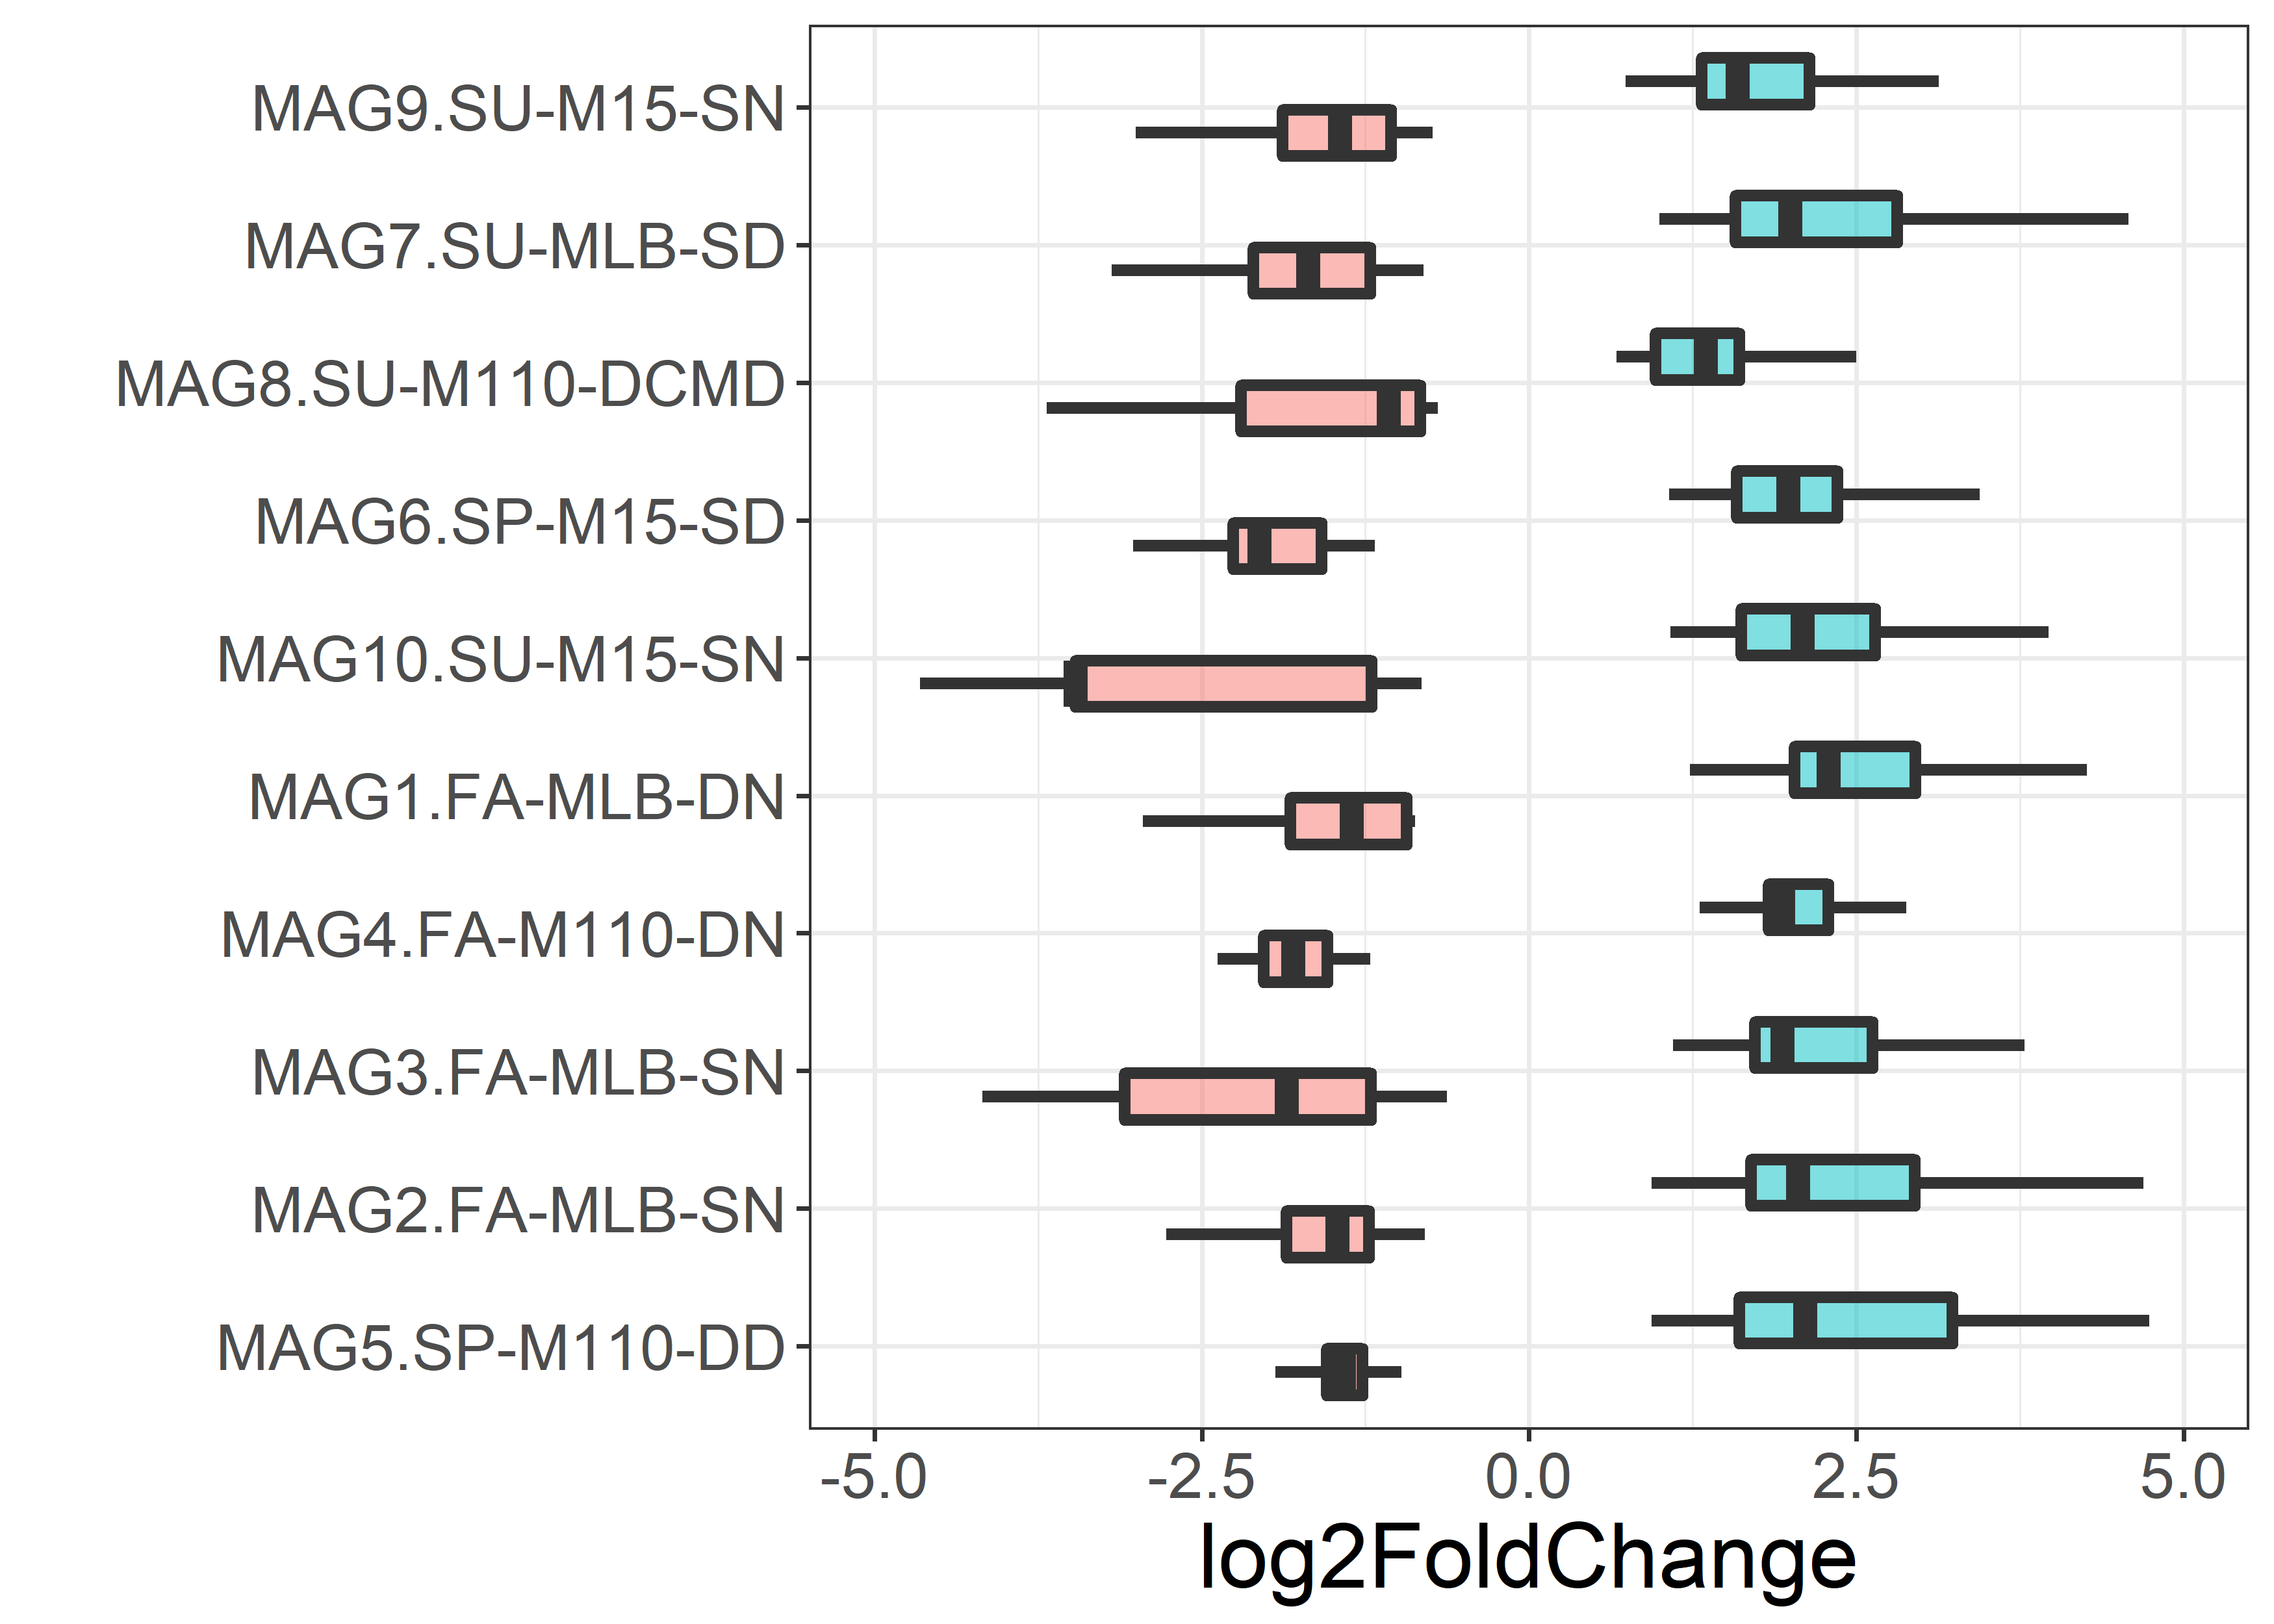 MAG9.SU-M15-SN
MAG7.SU-MLB-SD
MAG8.SU-M110-DCMD
MAG6.SP-M15-SD
MAG10.SU-M15-SN
MAG1.FA-MLB-DN
MAG4.FA-M110-DN
MAG3.FA-MLB-SN
MAG2.FA-MLB-SN
MAG5.SP-M110-DD
-5.0 -2.5 0.0 2.5 5.0
log2FoldChange